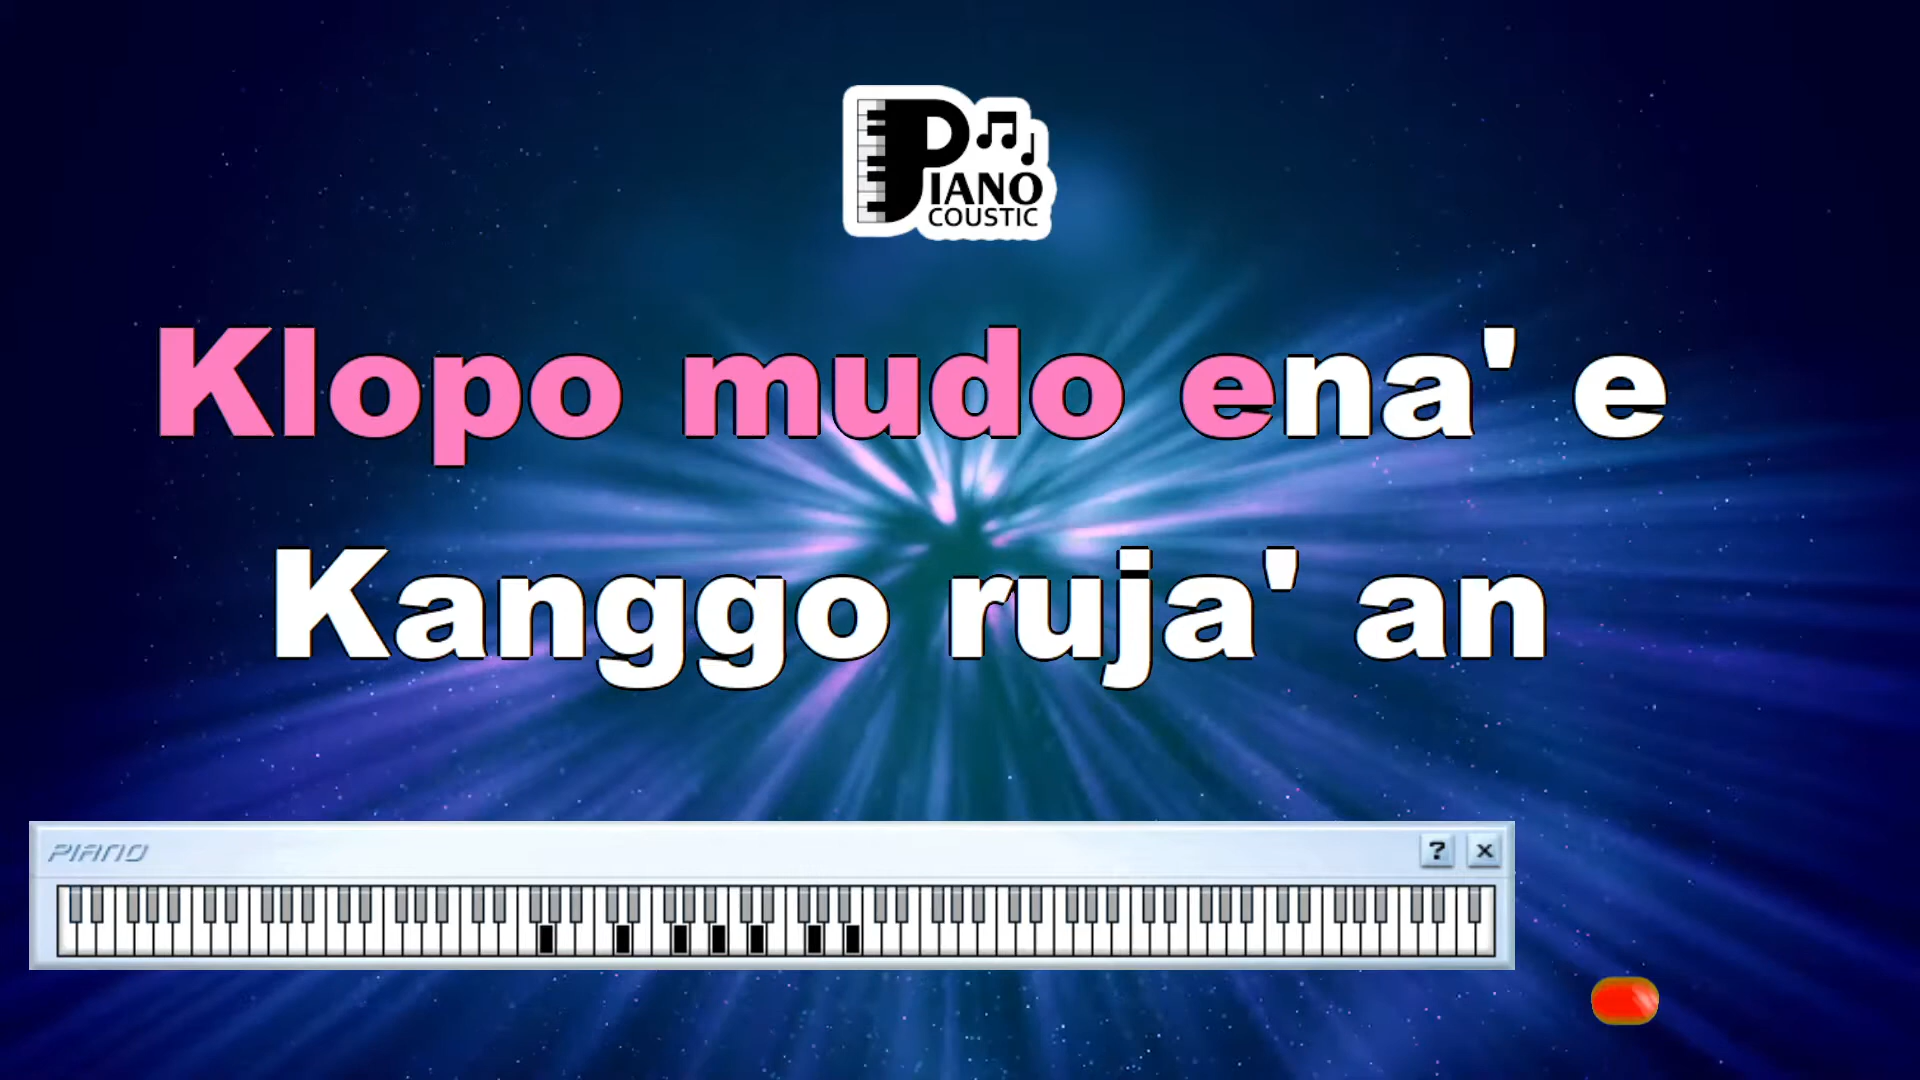 PIANO
COUSTIC
Klopo mudo ena' e
Kanggo ruja' an
PIANO
? x